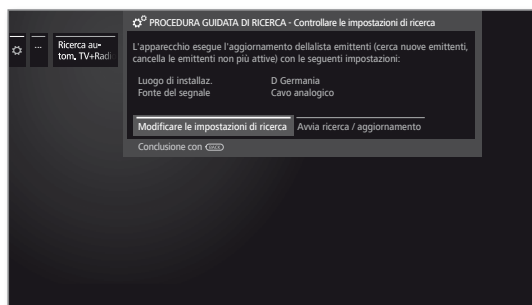 PROCEDURA GUIDATA DI RICERCA - Controllare le impostazioni di ricerca
...
Ricerca au-
tom. TV+Radi
L'apparecchio esegue l'aggiornamento dellalista emittenti (cerca nuove emittenti,
cancella le emittenti non più attive) con le seguenti impostazioni:
Luogo di installaz. D Germania
Fonte del segnale Cavo analogico
Modificare le impostazioni di ricerca Avvia ricerca / aggiornamento
Conclusione con BACK